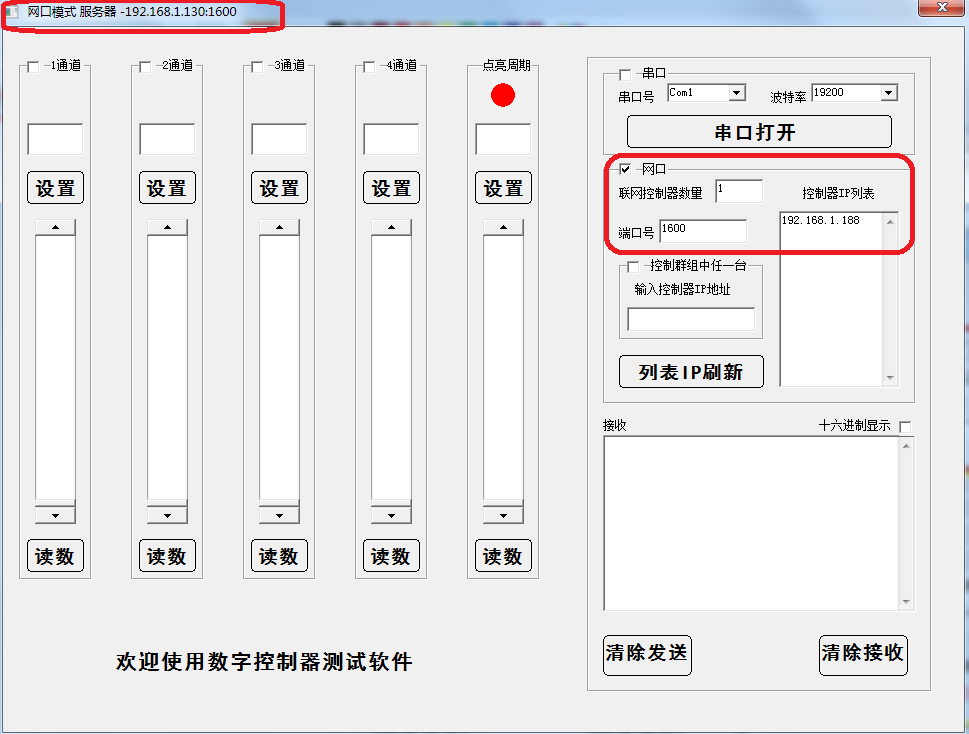 网口模式 服务器 -192.168.1.130:1600
1通道
2通道
3通道
4通道
点亮周期
设置
设置
设置
设置
设置
读数
读数
读数
读数
读数
欢迎使用数字控制器测试软件
串口
串口号 Com1 波特率 19200
串口打开
网口
联网控制器数量 1 控制器IP列表
端口号 1600
192.168.1.188
控制群组中任一台
输入控制器IP地址
列表IP刷新
接收 十六进制显示
清除发送 清除接收